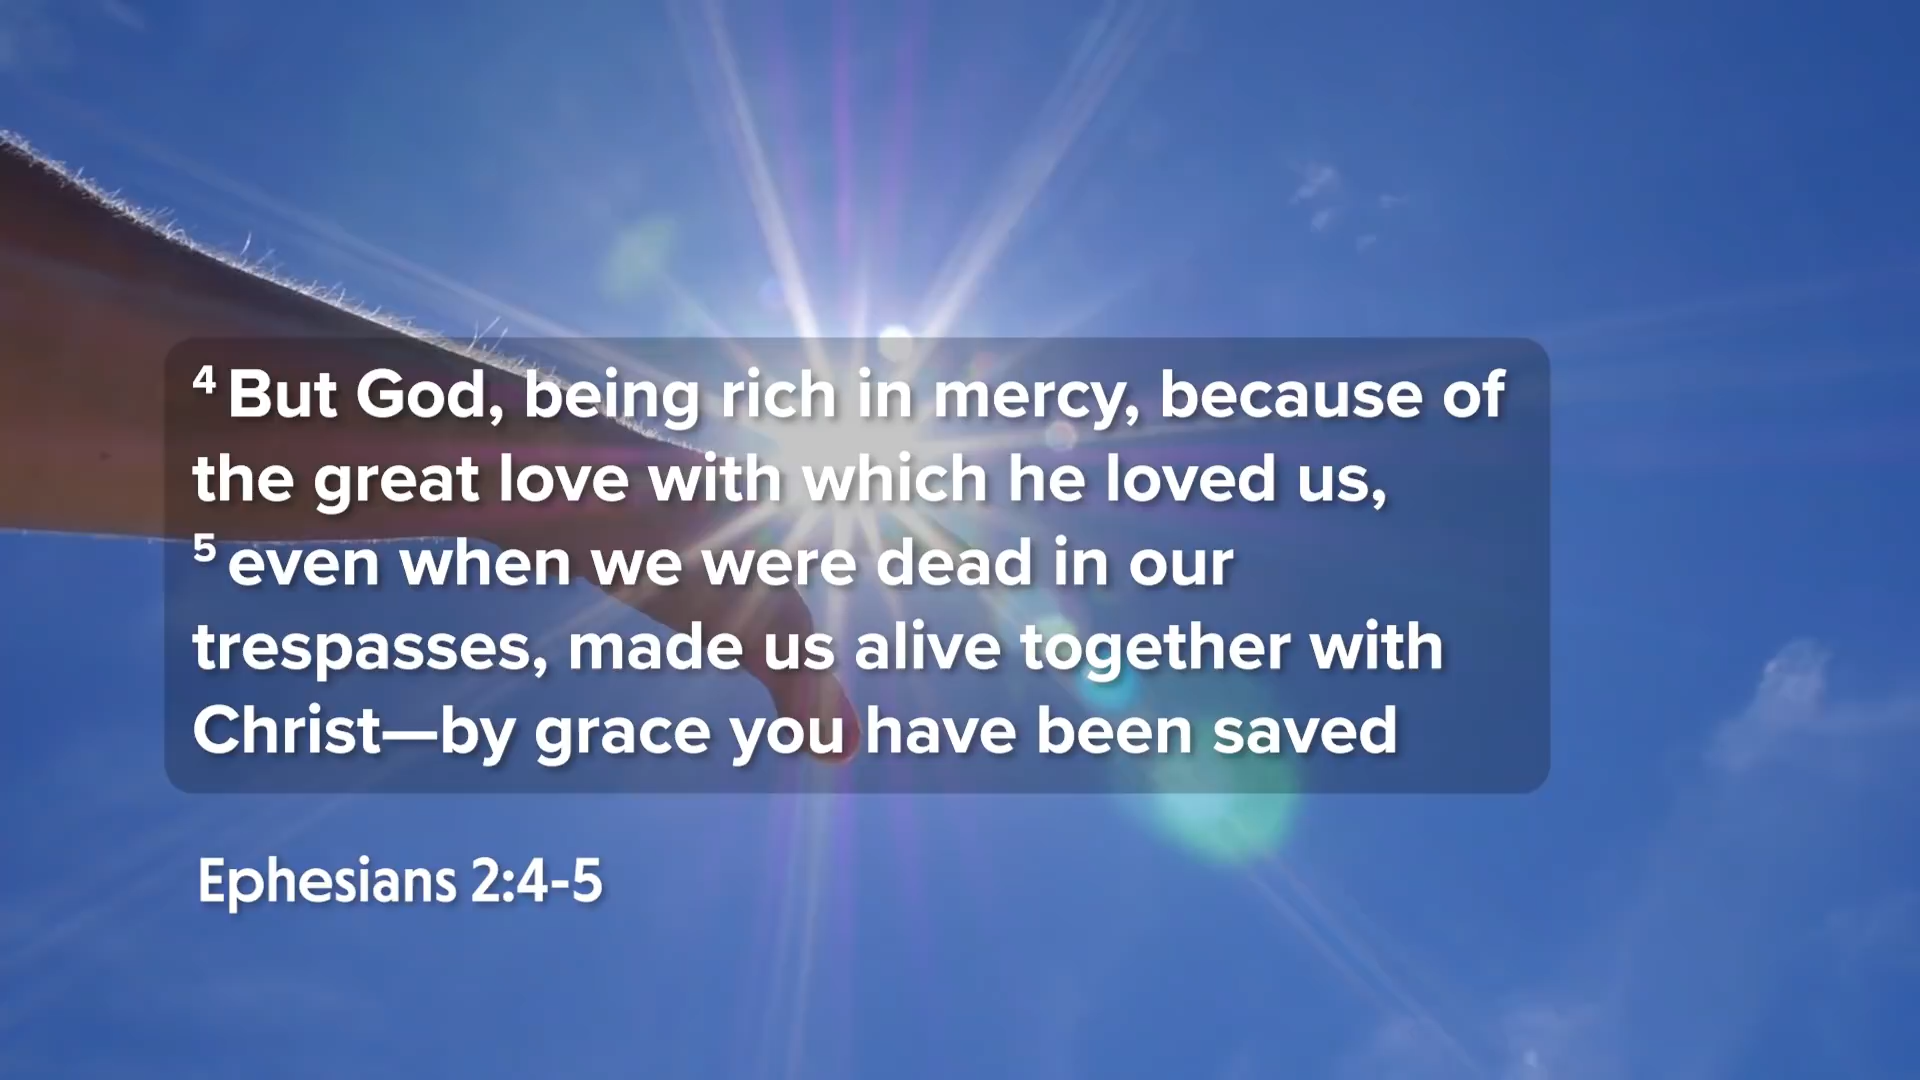 4 But God, being rich in mercy, because of
the great love with which he loved us,
5 even when we were dead in our
trespasses, made us alive together with
Christ—by grace you have been saved
Ephesians 2:4-5